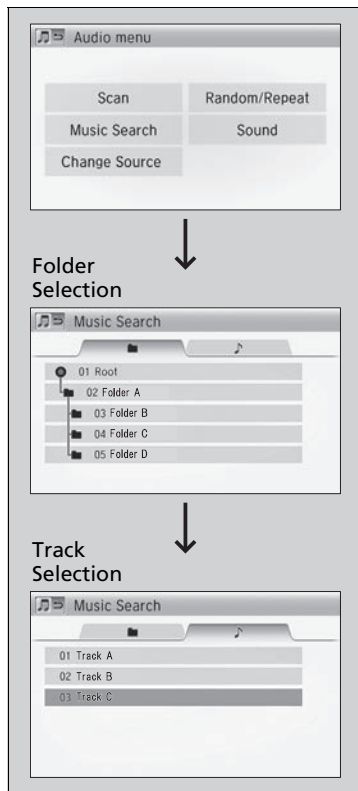 Audio menu
Scan Random/Repeat
Music Search Sound
Change Source
Folder
Selection
Music Search
01 Root
02 Folder A
03 Folder B
04 Folder C
05 Folder D
Track
Selection
Music Search
01 Track A
02 Track B
03 Track C